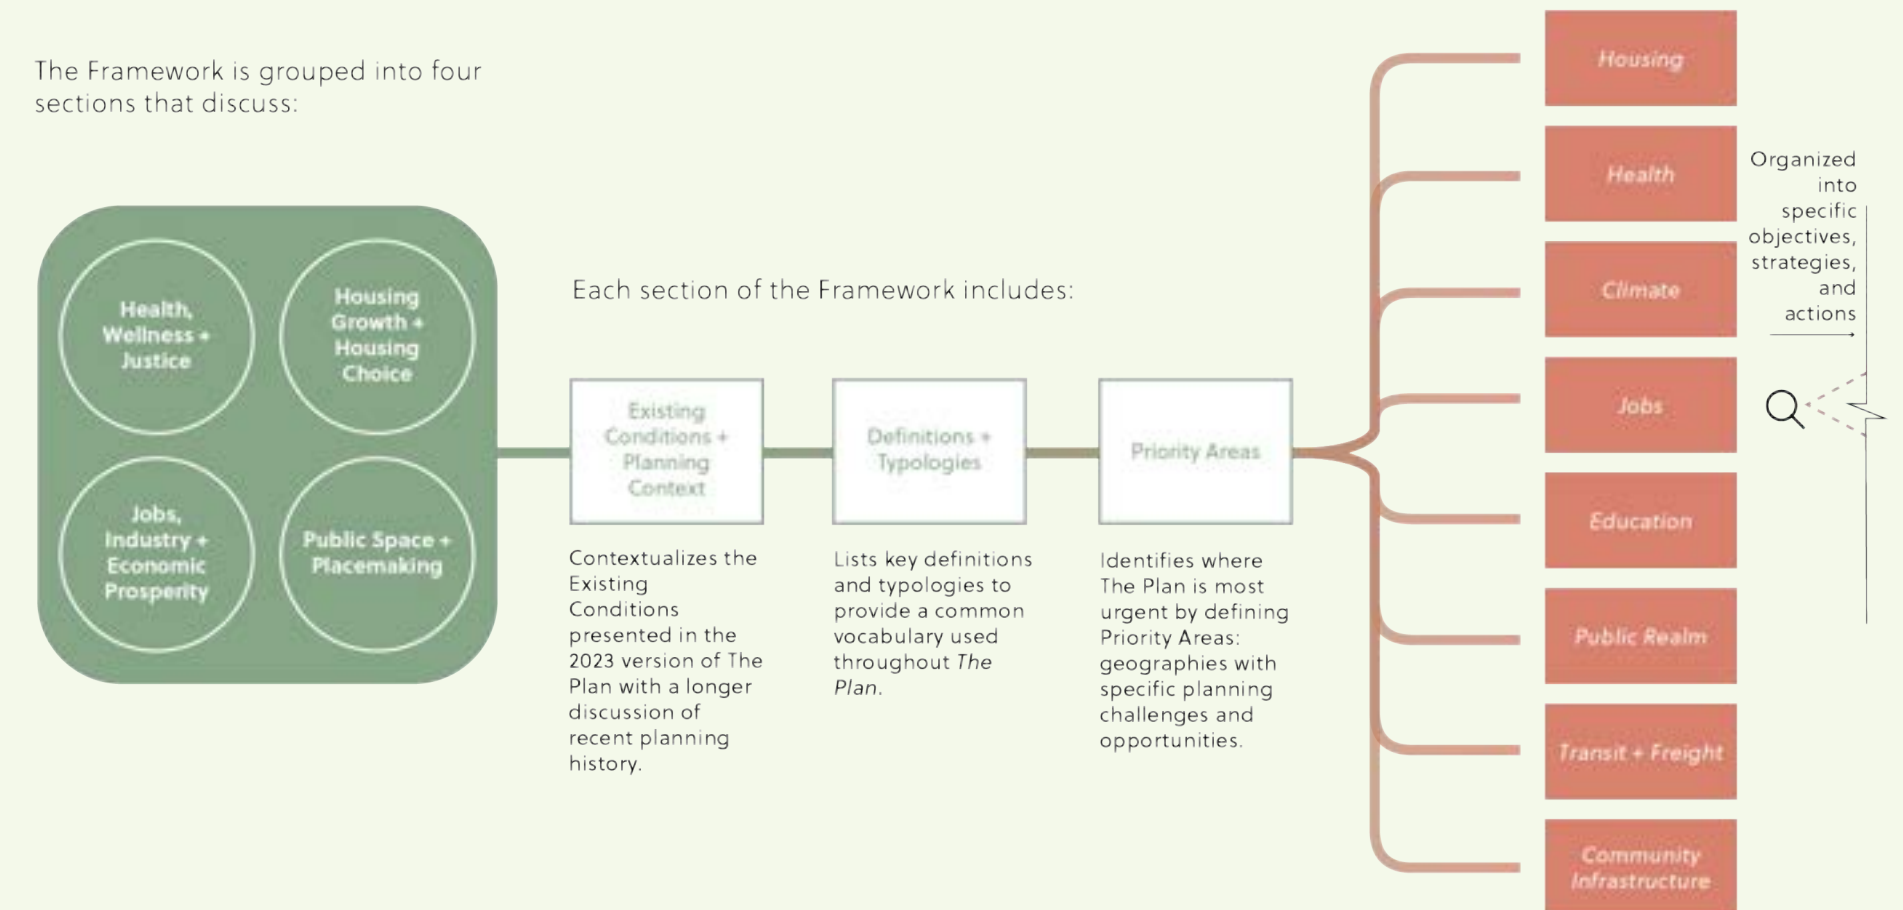 The Framework is grouped into four
sections that discuss:
Health,
Wellness +
Justice
Housing
Growth +
Housing
Choice
Jobs,
Industry +
Economic
Prosperity
Public Space +
Placemaking
Each section of the Framework includes:
Existing
Conditions +
Planning
Context
Contextualizes the
Existing
Conditions
presented in the
2023 version of The
Plan with a longer
discussion of
recent planning
history.
Definitions +
Typologies
Lists key definitions
and typologies to
provide a common
vocabulary used
throughout The
Plan.
Priority Areas
Identifies where
The Plan is most
urgent by defining
Priority Areas:
geographies with
specific planning
challenges and
opportunities.
Housing
Health
Climate
Jobs
Education
Public Realm
Transit + Freight
Community
Infrastructure
Organized
into
specific
objectives,
strategies,
and
actions